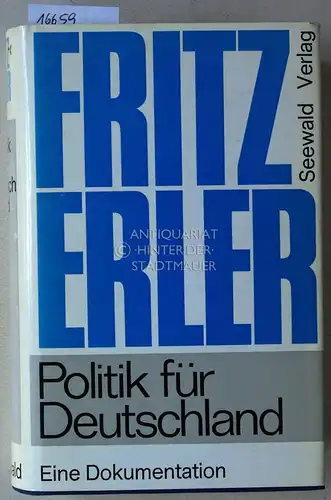 16659
FRITZ
ERLER
Seewald Verlag
ANTIQUARIAT
·HINTER·DER·
STADTMAUER
Politik für
Deutschland
Eine Dokumentation